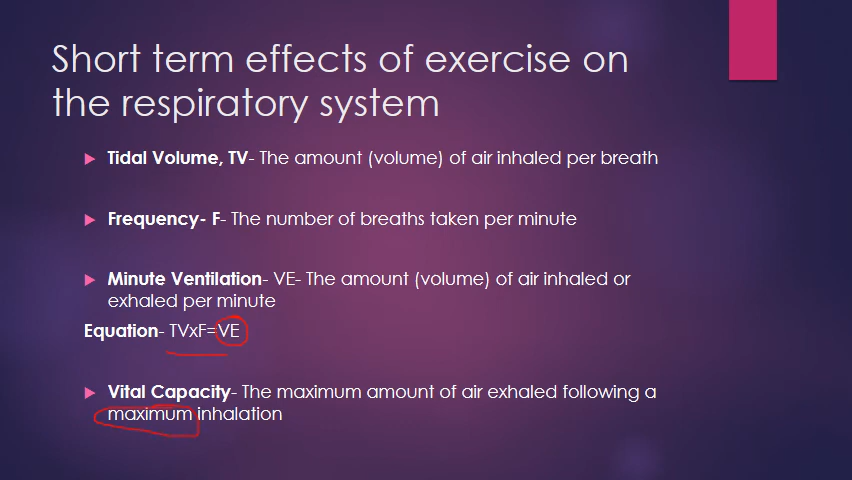 Short term effects of exercise on
the respiratory system
Tidal Volume, TV- The amount (volume) of air inhaled per breath
Frequency- F- The number of breaths taken per minute
Minute Ventilation- VE- The amount (volume) of air inhaled or
exhaled per minute
Equation- TVxF=VE
Vital Capacity- The maximum amount of air exhaled following a
maximum inhalation